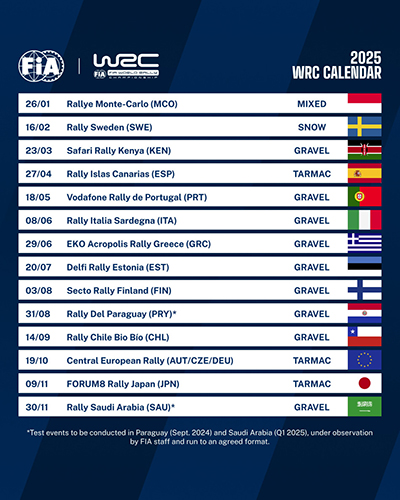 FiA
WRC
FIA WORLD RALLY
CHAMPIONSHIP
2025
WRC CALENDAR
26/01 Rallye Monte-Carlo (MCO) MIXED
16/02 Rally Sweden (SWE) SNOW
23/03 Safari Rally Kenya (KEN) GRAVEL
27/04 Rally Islas Canarias (ESP) TARMAC
18/05 Vodafone Rally de Portugal (PRT) GRAVEL
08/06 Rally Italia Sardegna (ITA) GRAVEL
29/06 EKO Acropolis Rally Greece (GRC) GRAVEL
20/07 Delfi Rally Estonia (EST) GRAVEL
03/08 Secto Rally Finland (FIN) GRAVEL
31/08 Rally Del Paraguay (PRY)* GRAVEL
14/09 Rally Chile Bio Bío (CHL) GRAVEL
19/10 Central European Rally (AUT/CZE/DEU) TARMAC
09/11 FORUM8 Rally Japan (JPN) TARMAC
30/11 Rally Saudi Arabia (SAU)* GRAVEL
*Test events to be conducted in Paraguay (Sept. 2024) and Saudi Arabia (Q1 2025), under observation
by FIA staff and run to an agreed format.